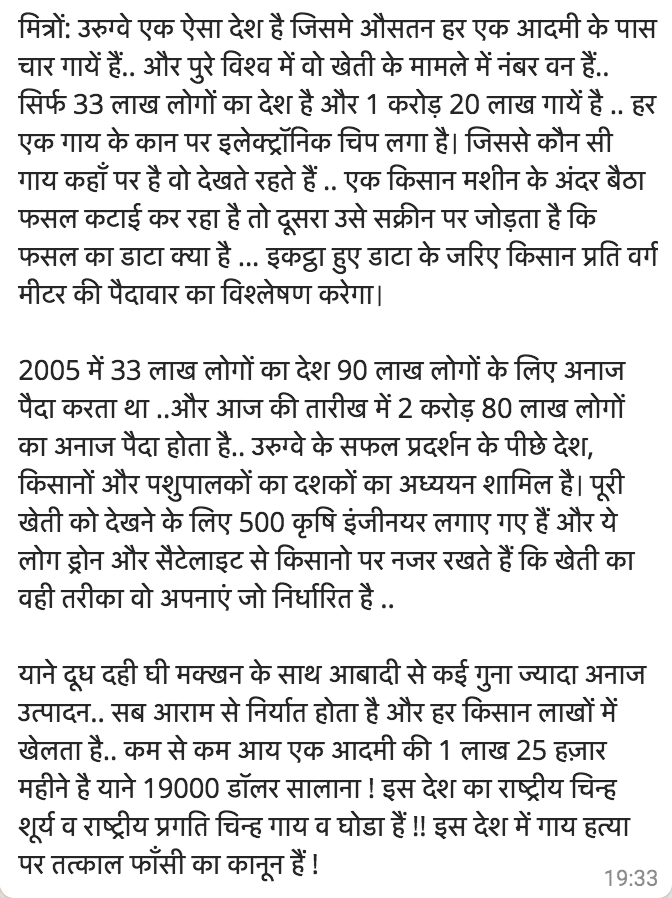 मित्रों: उरुग्वे एक ऐसा देश है जिसमे औसतन हर एक आदमी के पास
चार गायें हैं.. और पुरे विश्व में वो खेती के मामले में नंबर वन हैं..
सिर्फ 33 लाख लोगों का देश है और 1 करोड़ 20 लाख गायें है .. हर
एक गाय के कान पर इलेक्ट्रॉनिक चिप लगा है। जिससे कौन सी
गाय कहाँ पर है वो देखते रहते हैं .. एक किसान मशीन के अंदर बैठा
फसल कटाई कर रहा है तो दूसरा उसे सक्रीन पर जोड़ता है कि
फसल का डाटा क्या है ... इकट्ठा हुए डाटा के जरिए किसान प्रति वर्ग
मीटर की पैदावार का विश्लेषण करेगा।
2005 में 33 लाख लोगों का देश 90 लाख लोगों के लिए अनाज
पैदा करता था ..और आज की तारीख में 2 करोड़ 80 लाख लोगों
का अनाज पैदा होता है.. उरुग्वे के सफल प्रदर्शन के पीछे देश,
किसानों और पशुपालकों का दशकों का अध्ययन शामिल है। पूरी
खेती को देखने के लिए 500 कृषि इंजीनयर लगाए गए हैं और ये
लोग ड्रोन और सैटेलाइट से किसानो पर नजर रखते हैं कि खेती का
वही तरीका वो अपनाएं जो निर्धारित है ..
याने दूध दही घी मक्खन के साथ आबादी से कई गुना ज्यादा अनाज
उत्पादन.. सब आराम से निर्यात होता है और हर किसान लाखों में
खेलता है.. कम से कम आय एक आदमी की 1 लाख 25 हज़ार
महीने है याने 19000 डॉलर सालाना ! इस देश का राष्ट्रीय चिन्ह
शूर्य व राष्ट्रीय प्रगति चिन्ह गाय व घोडा हैं !! इस देश में गाय हत्या
पर तत्काल फाँसी का कानून हैं !
19:33